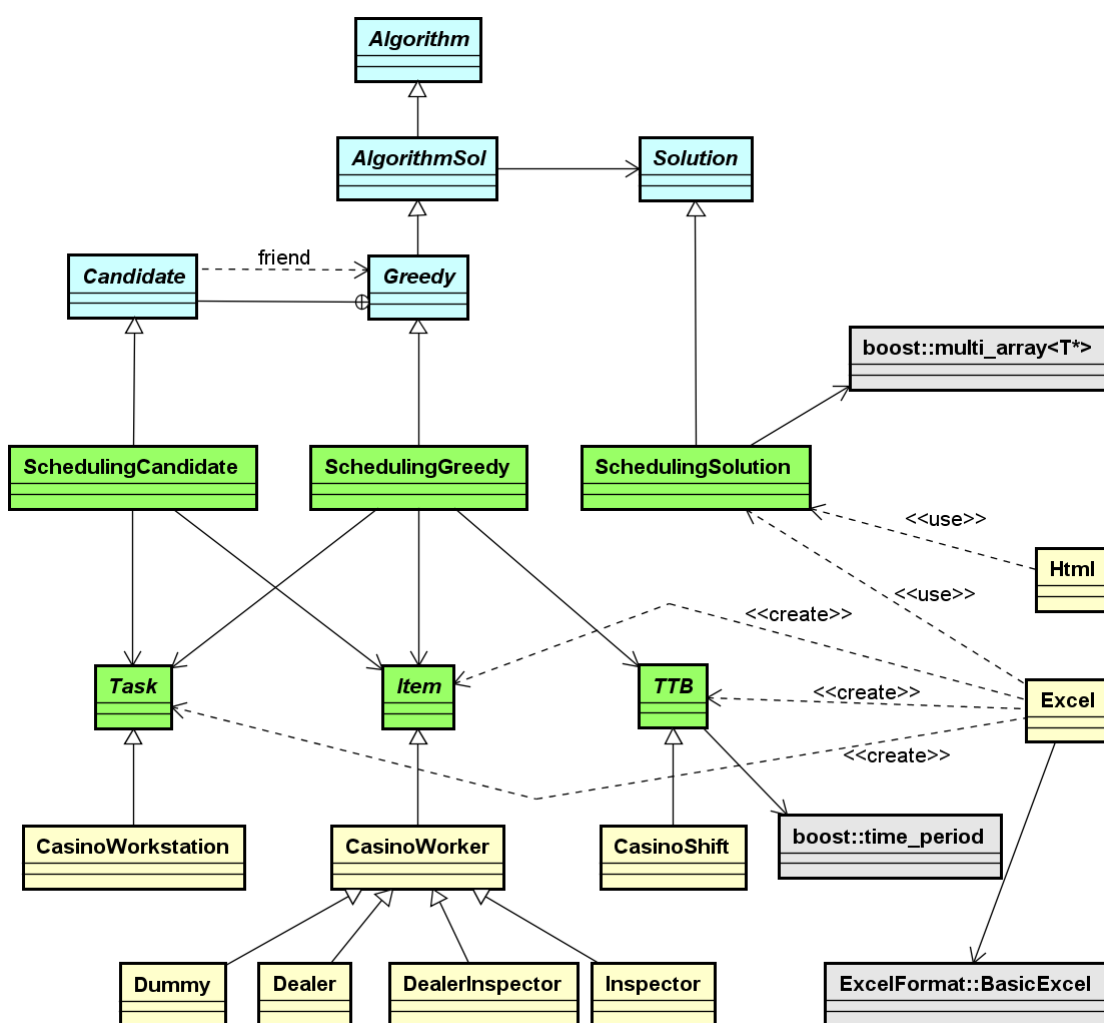 Algorithm
AlgorithmSol
Solution
friend
Candidate
Greedy
boost::multi_array<T*>
SchedulingCandidate
SchedulingGreedy
SchedulingSolution
<<use>>
Html
<<use>>
<<create>>
Task
Item
TTB
<<create>>
Excel
<<create>>
CasinoWorkstation
CasinoWorker
CasinoShift
boost::time_period
Dummy
Dealer
DealerInspector
Inspector
ExcelFormat::BasicExcel